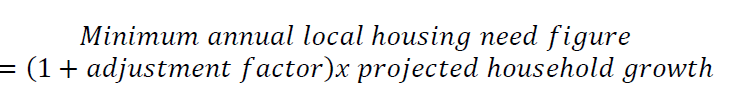 Minimum annual local housing need figure
= (1 + adjustment factor)x projected household growth